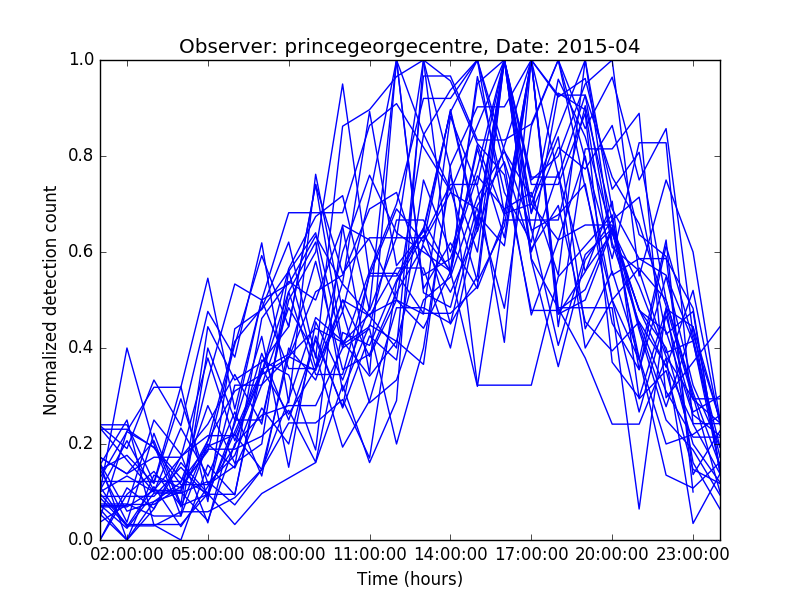 Observer: princegeorgecentre, Date: 2015-04
1.0
0.8
0.6
0.4
0.2
0.0
Normalized detection count
02:00:00 05:00:00 08:00:00 11:00:00 14:00:00 17:00:00 20:00:00 23:00:00
Time (hours)